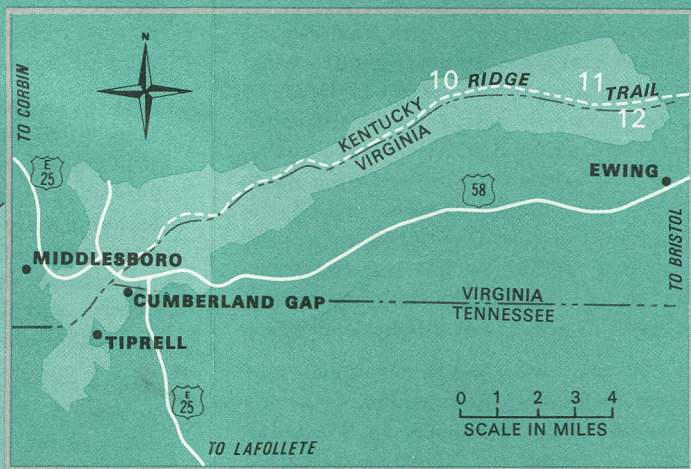 N
TO CORBIN
10 RIDGE 11 TRAIL
12
KENTUCKY
VIRGINIA
E
25
EWING
58
MIDDLESBORO
TO BRISTOL
CUMBERLAND GAP
VIRGINIA
TENNESSEE
TIPRELL
E
25
0 1 2 3 4
SCALE IN MILES
TO LAFOLLETE